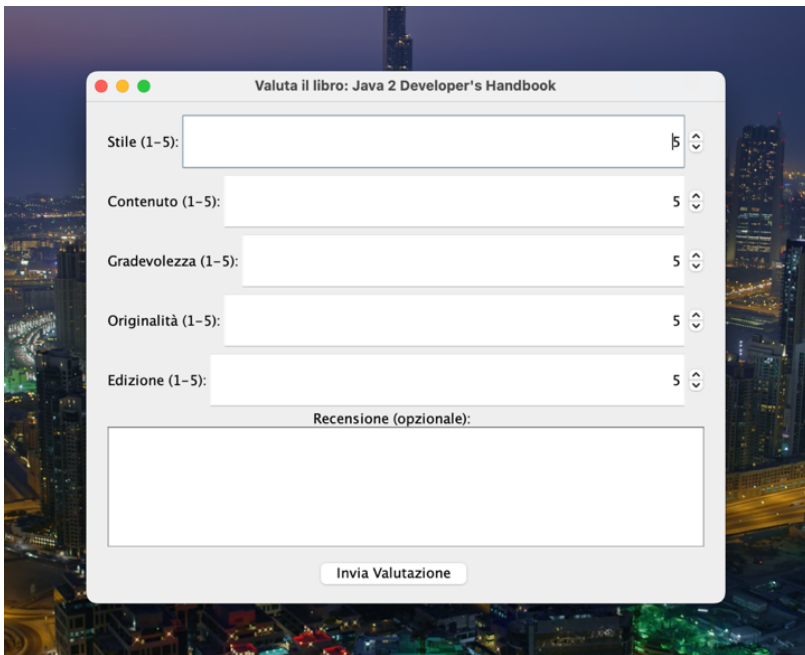 Valuta il libro: Java 2 Developer's Handbook
Stile (1-5): 5
Contenuto (1-5): 5
Gradevolezza (1-5): 5
Originalità (1-5): 5
Edizione (1-5): 5
Recensione (opzionale):
Invia Valutazione